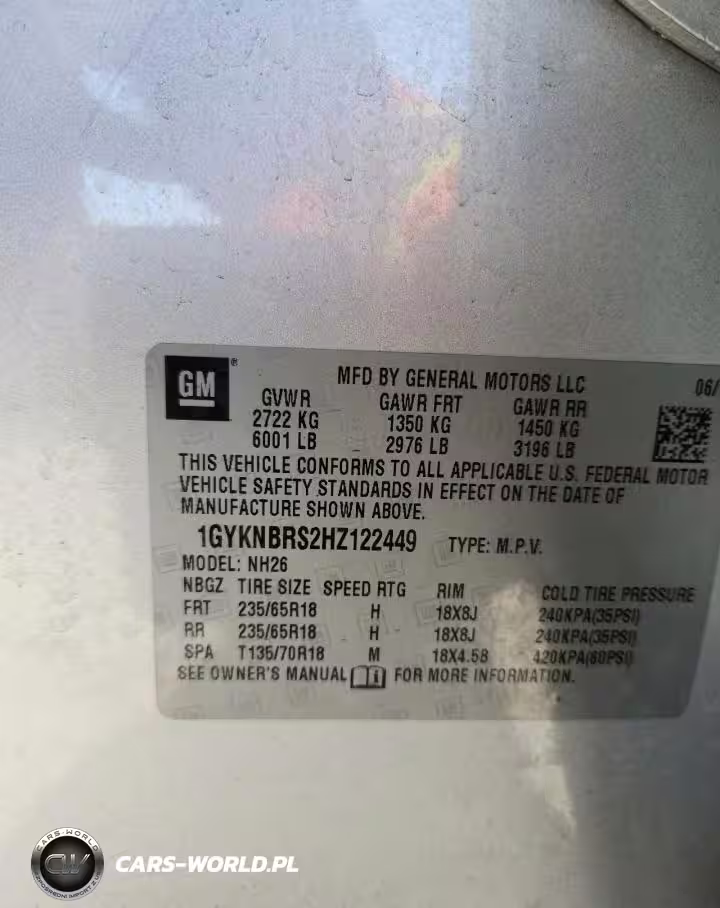 GM®
MFD BY GENERAL MOTORS LLC 06/
GVWR GAWR FRT GAWR RR
2722 KG 1350 KG 1450 KG
6001 LB 2976 LB 3196 LB
THIS VEHICLE CONFORMS TO ALL APPLICABLE U.S. FEDERAL MOTOR
VEHICLE SAFETY STANDARDS IN EFFECT ON THE DATE OF
MANUFACTURE SHOWN ABOVE.
1GYKNBRS2HZ122449 TYPE: M.P.V.
MODEL: NH26
NBGZ TIRE SIZE SPEED RTG RIM COLD TIRE PRESSURE
FRT 235/65R18 H 18X8J 240KPA(35PSI)
RR 235/65R18 H 18X8J 240KPA(35PSI)
SPA T135/70R18 M 18X4.5B 420KPA(60PSI)
SEE OWNER'S MANUAL FOR MORE INFORMATION.
CARS-WORLD
CW
CARS-WORLD.PL